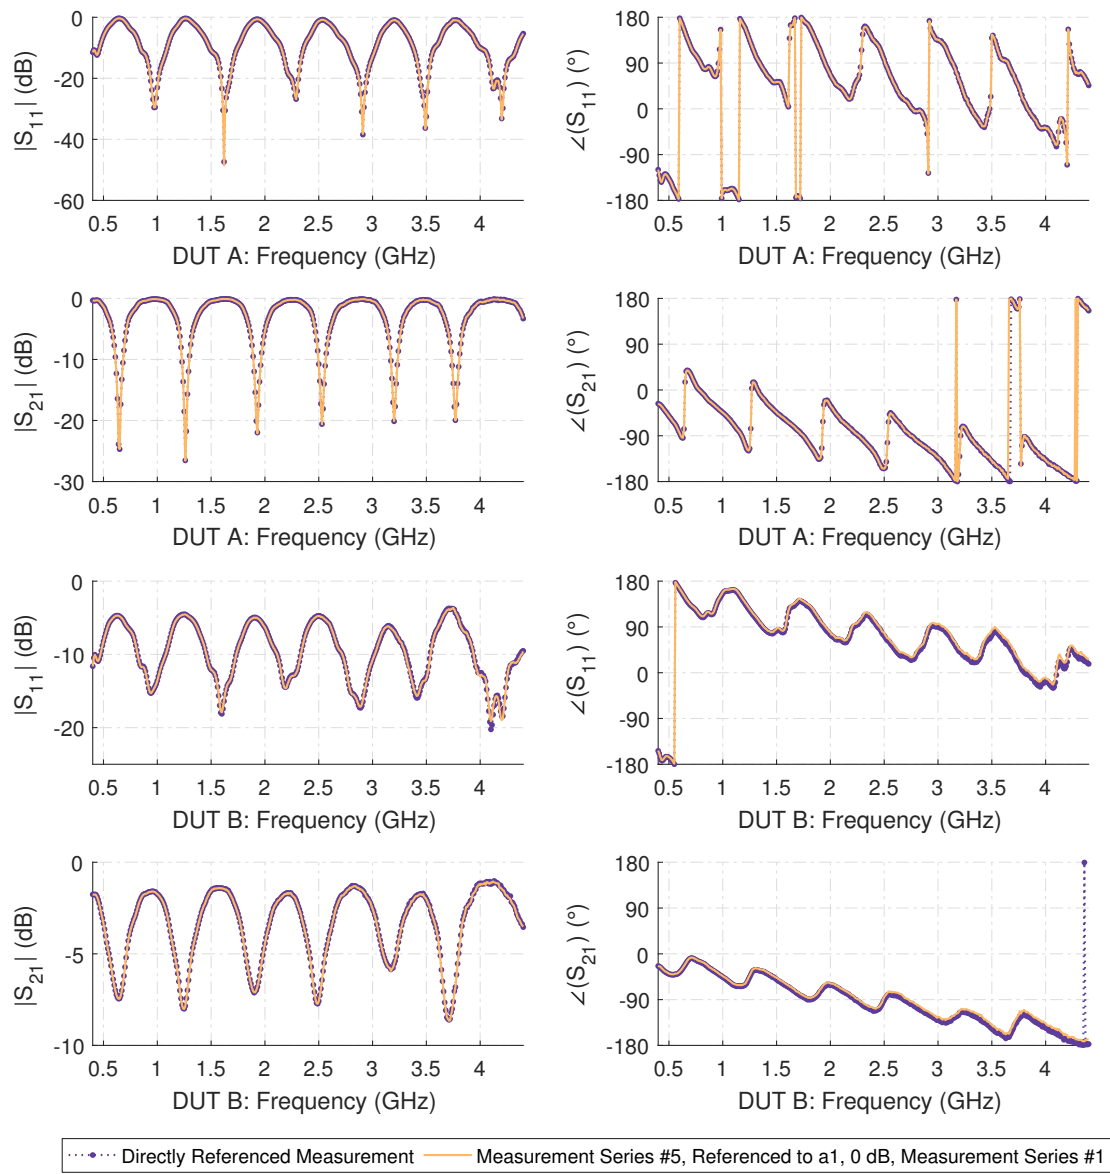 |S11| (dB)
0
-20
-40
-60
0.5 1 1.5 2 2.5 3 3.5 4
DUT A: Frequency (GHz)
∠(S11) (°)
180
90
0
-90
-180
0.5 1 1.5 2 2.5 3 3.5 4
DUT A: Frequency (GHz)
|S21| (dB)
0
-10
-20
-30
0.5 1 1.5 2 2.5 3 3.5 4
DUT A: Frequency (GHz)
∠(S21) (°)
180
90
0
-90
-180
0.5 1 1.5 2 2.5 3 3.5 4
DUT A: Frequency (GHz)
|S11| (dB)
0
-10
-20
0.5 1 1.5 2 2.5 3 3.5 4
DUT B: Frequency (GHz)
∠(S11) (°)
180
90
0
-90
-180
0.5 1 1.5 2 2.5 3 3.5 4
DUT B: Frequency (GHz)
|S21| (dB)
0
-5
-10
0.5 1 1.5 2 2.5 3 3.5 4
DUT B: Frequency (GHz)
∠(S21) (°)
180
90
0
-90
-180
0.5 1 1.5 2 2.5 3 3.5 4
DUT B: Frequency (GHz)
Directly Referenced Measurement
Measurement Series #5, Referenced to a1, 0 dB, Measurement Series #1